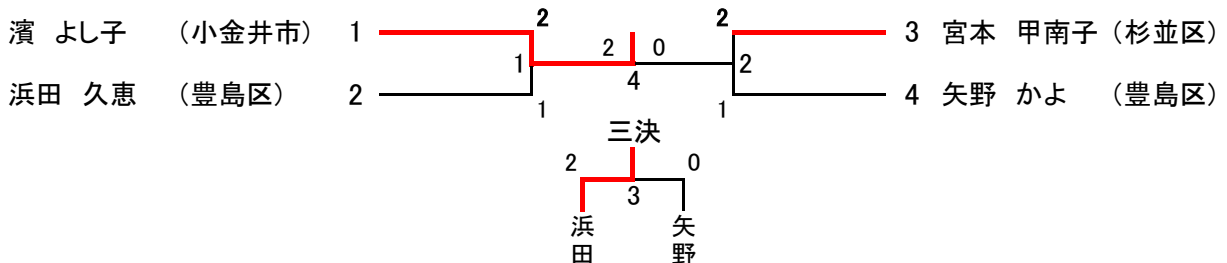 2 2
濱 よし子 (小金井市) 1 2 0 3 宮本 甲南子 (杉並区)
1 4 2
浜田 久恵 (豊島区) 2 1 1 4 矢野 かよ (豊島区)
三決
2 0
3
浜田 矢野